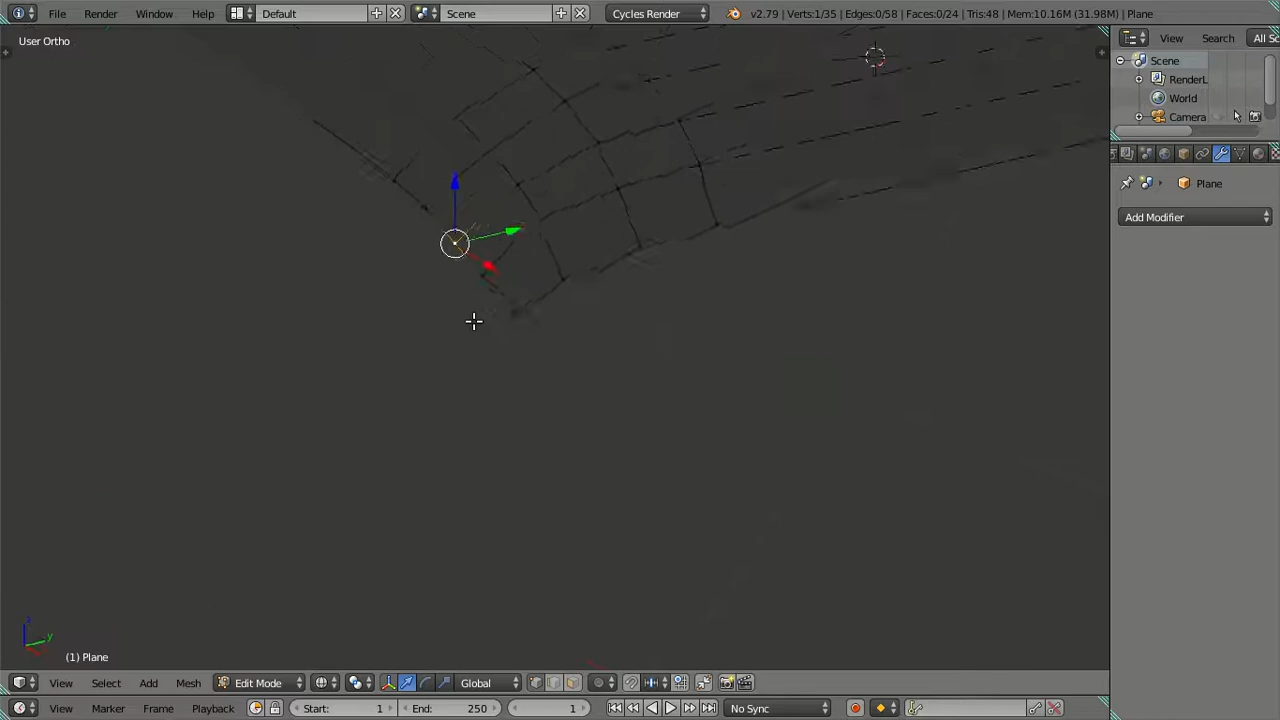 File Render Window Help Default Scene Cycles Render v2.79 | Verts:1/35 | Edges:0/58 | Faces:0/24 | Tris:48 | Mem:10.16M (31.98M) | Plane
User Ortho
View Search All Sc
Scene
RenderL
World
Camera
Plane
Add Modifier
z
y
(1) Plane
View Select Add Mesh Edit Mode Global
View Marker Frame Playback Start: 1 End: 250 1 No Sync